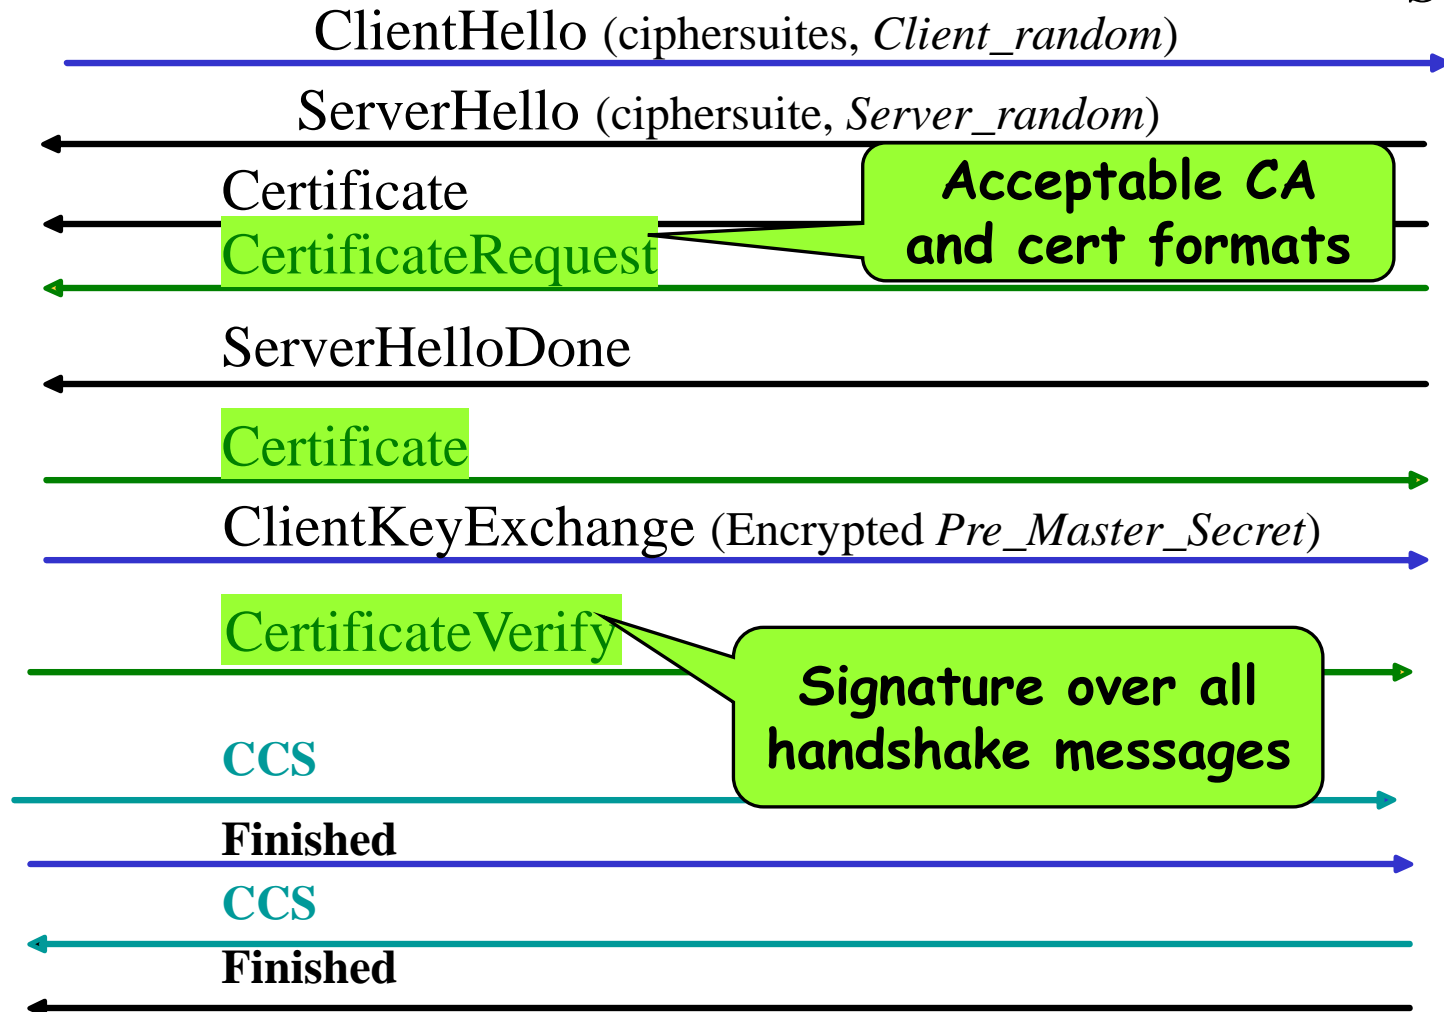 ClientHello (ciphersuites, Client_random)
ServerHello (ciphersuite, Server_random)
Certificate
Acceptable CA
and cert formats
CertificateRequest
ServerHelloDone
Certificate
ClientKeyExchange (Encrypted Pre_Master_Secret)
CertificateVerify
Signature over all
handshake messages
CCS
Finished
CCS
Finished